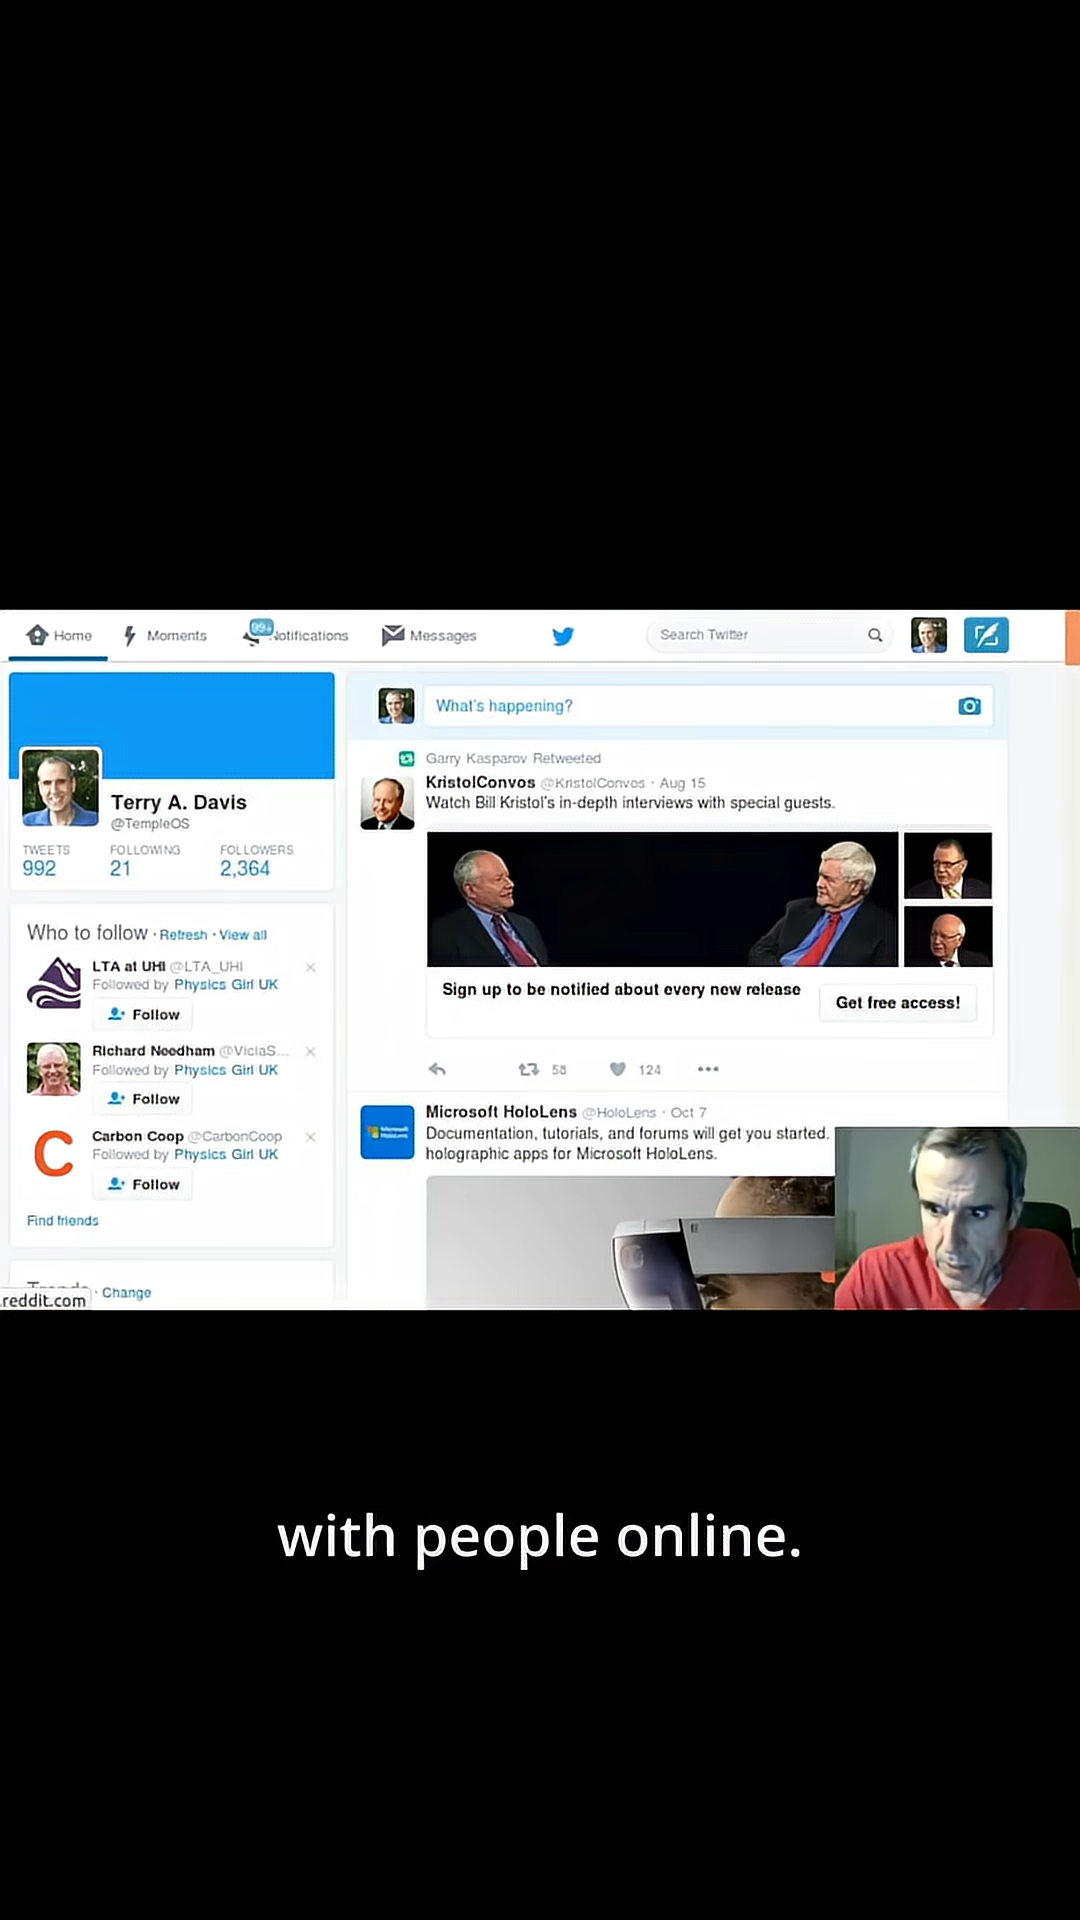 Home
Moments
99+
Notifications
Messages
Search Twitter
What's happening?
Terry A. Davis
@TempleOS
TWEETS FOLLOWING FOLLOWERS
992 21 2,364
Who to follow · Refresh · View all
LTA at UHI @LTA_UHI
Followed by Physics Girl UK
Follow
Richard Needham @ViciaS...
Followed by Physics Girl UK
Follow
Carbon Coop @CarbonCoop
Followed by Physics Girl UK
Follow
Find friends
Trends · Change
reddit.com
Garry Kasparov Retweeted
KristolConvos @KristolConvos · Aug 15
Watch Bill Kristol's in-depth interviews with special guests.
Sign up to be notified about every new release
Get free access!
58 124
Microsoft HoloLens @HoloLens · Oct 7
Documentation, tutorials, and forums will get you started.
holographic apps for Microsoft HoloLens.
Microsoft
HoloLens
with people online.